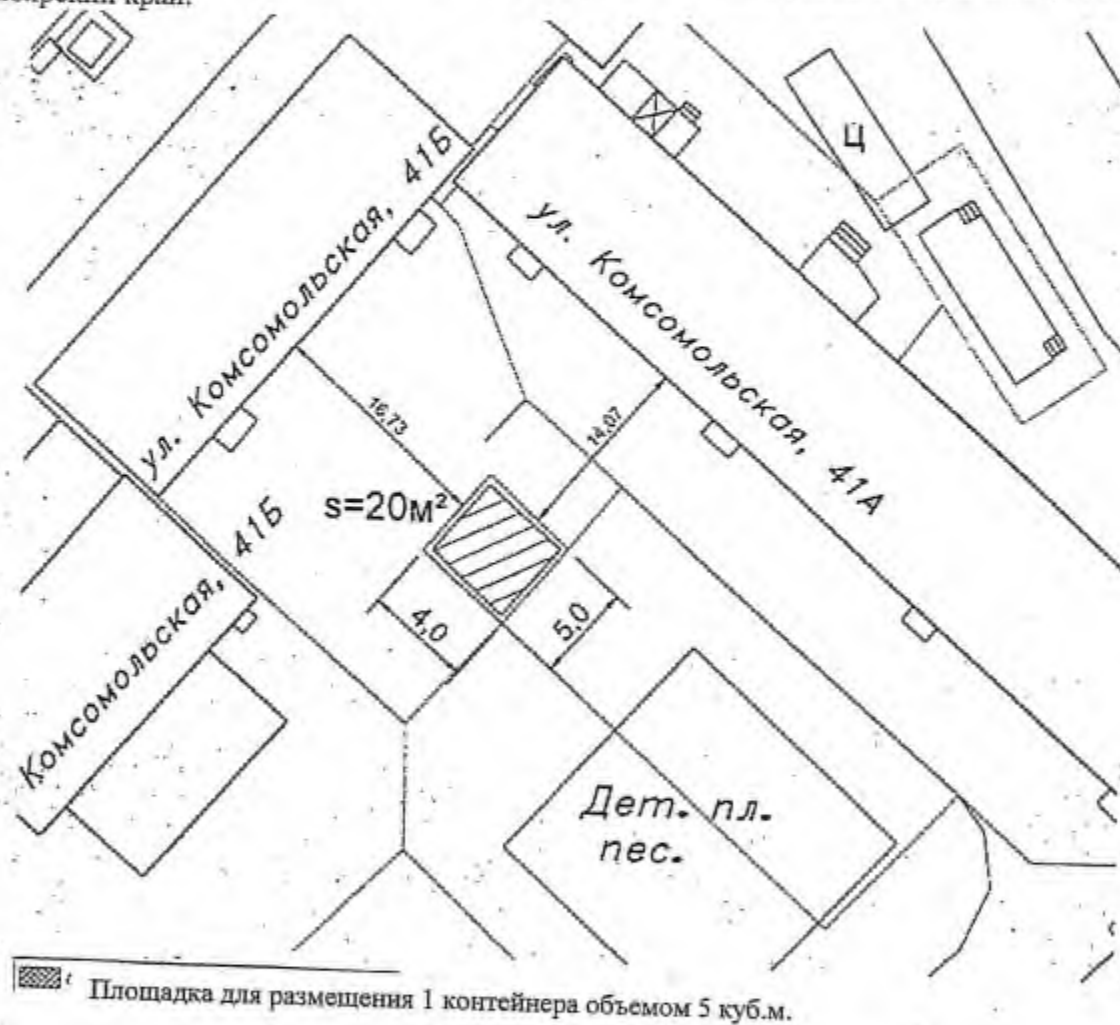 край.
Ц
ул. Комсомольская, 41Б
ул. Комсомольская, 41А
16,73
14,07
s=20м²
4,0
5,0
Комсомольская, 41Б
Дет. пл.
пес.
Площадка для размещения 1 контейнера объемом 5 куб.м.